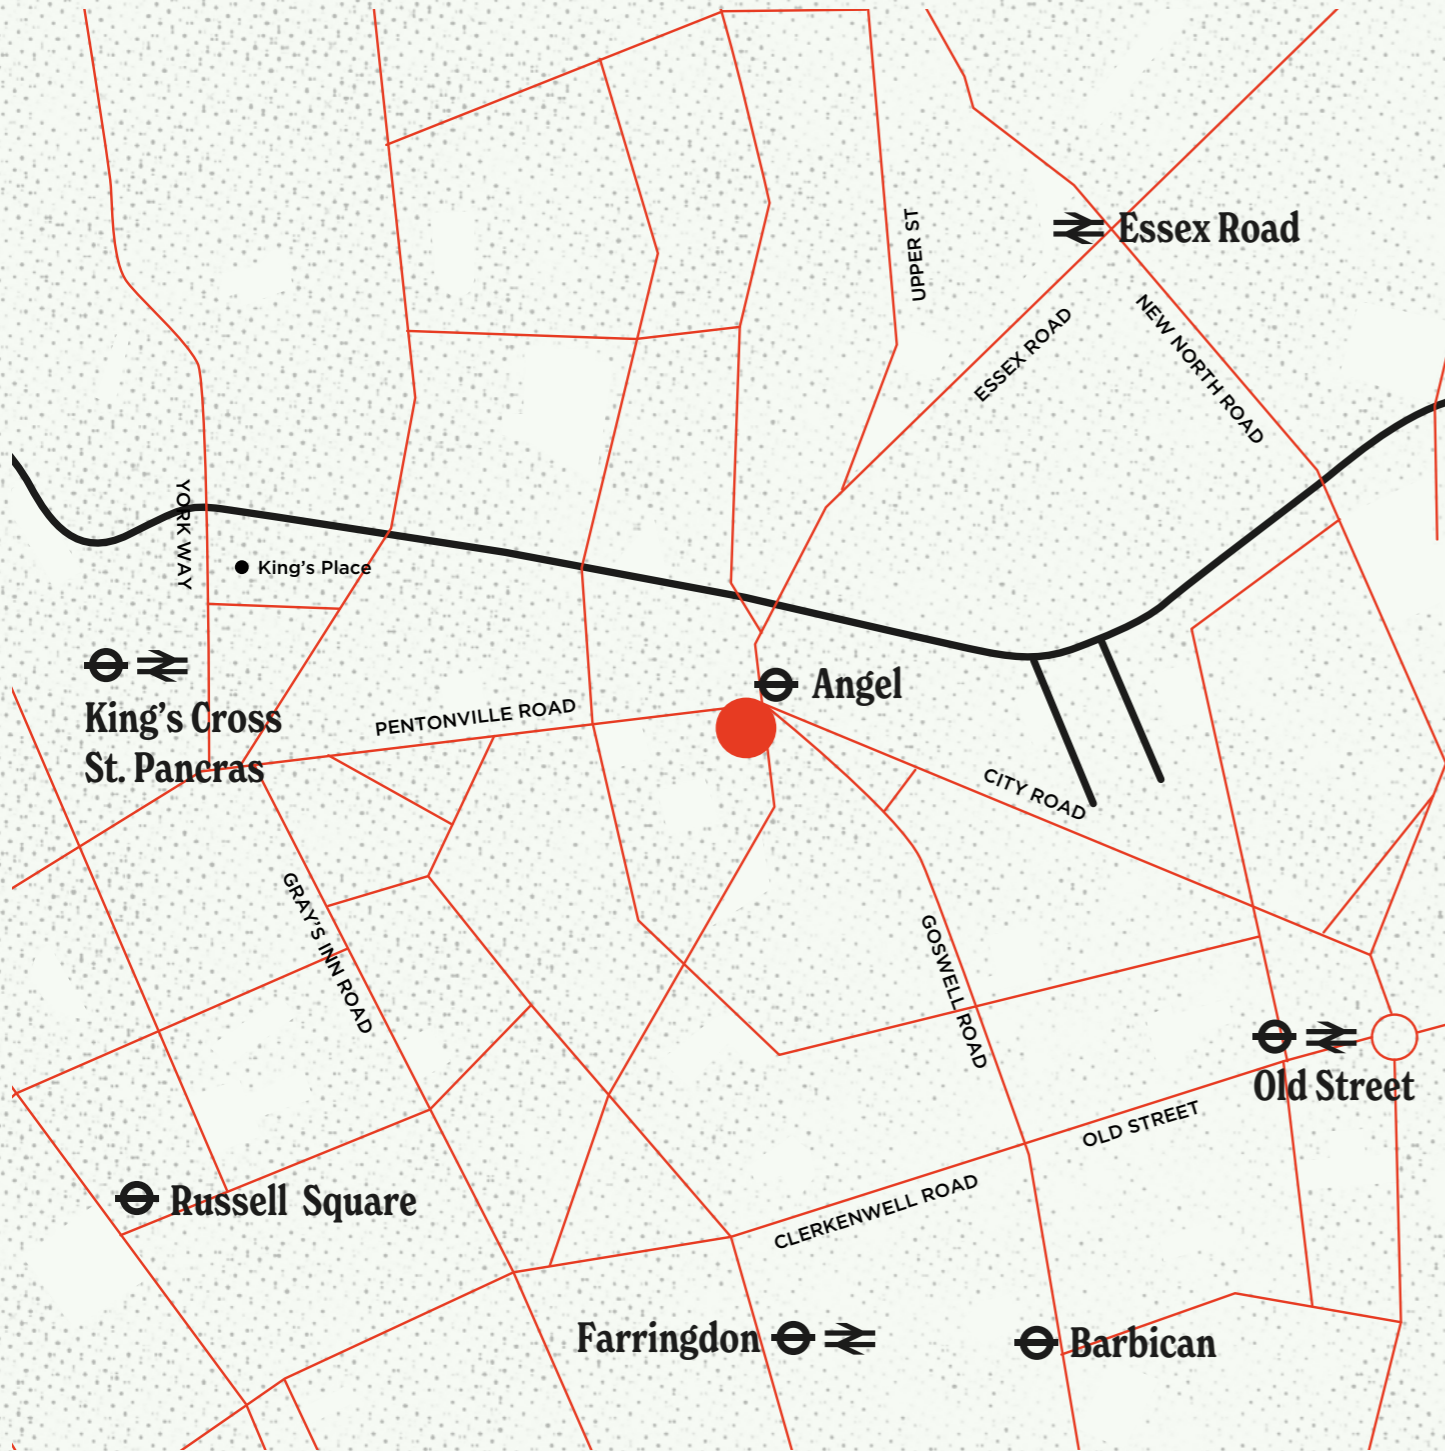 UPPER ST
Essex Road
ESSEX ROAD
NEW NORTH ROAD
YORK WAY
King's Place
King's Cross
St. Pancras
PENTONVILLE ROAD
Angel
CITY ROAD
GRAY'S INN ROAD
GOSWELL ROAD
Old Street
OLD STREET
Russell Square
CLERKENWELL ROAD
Farringdon
Barbican